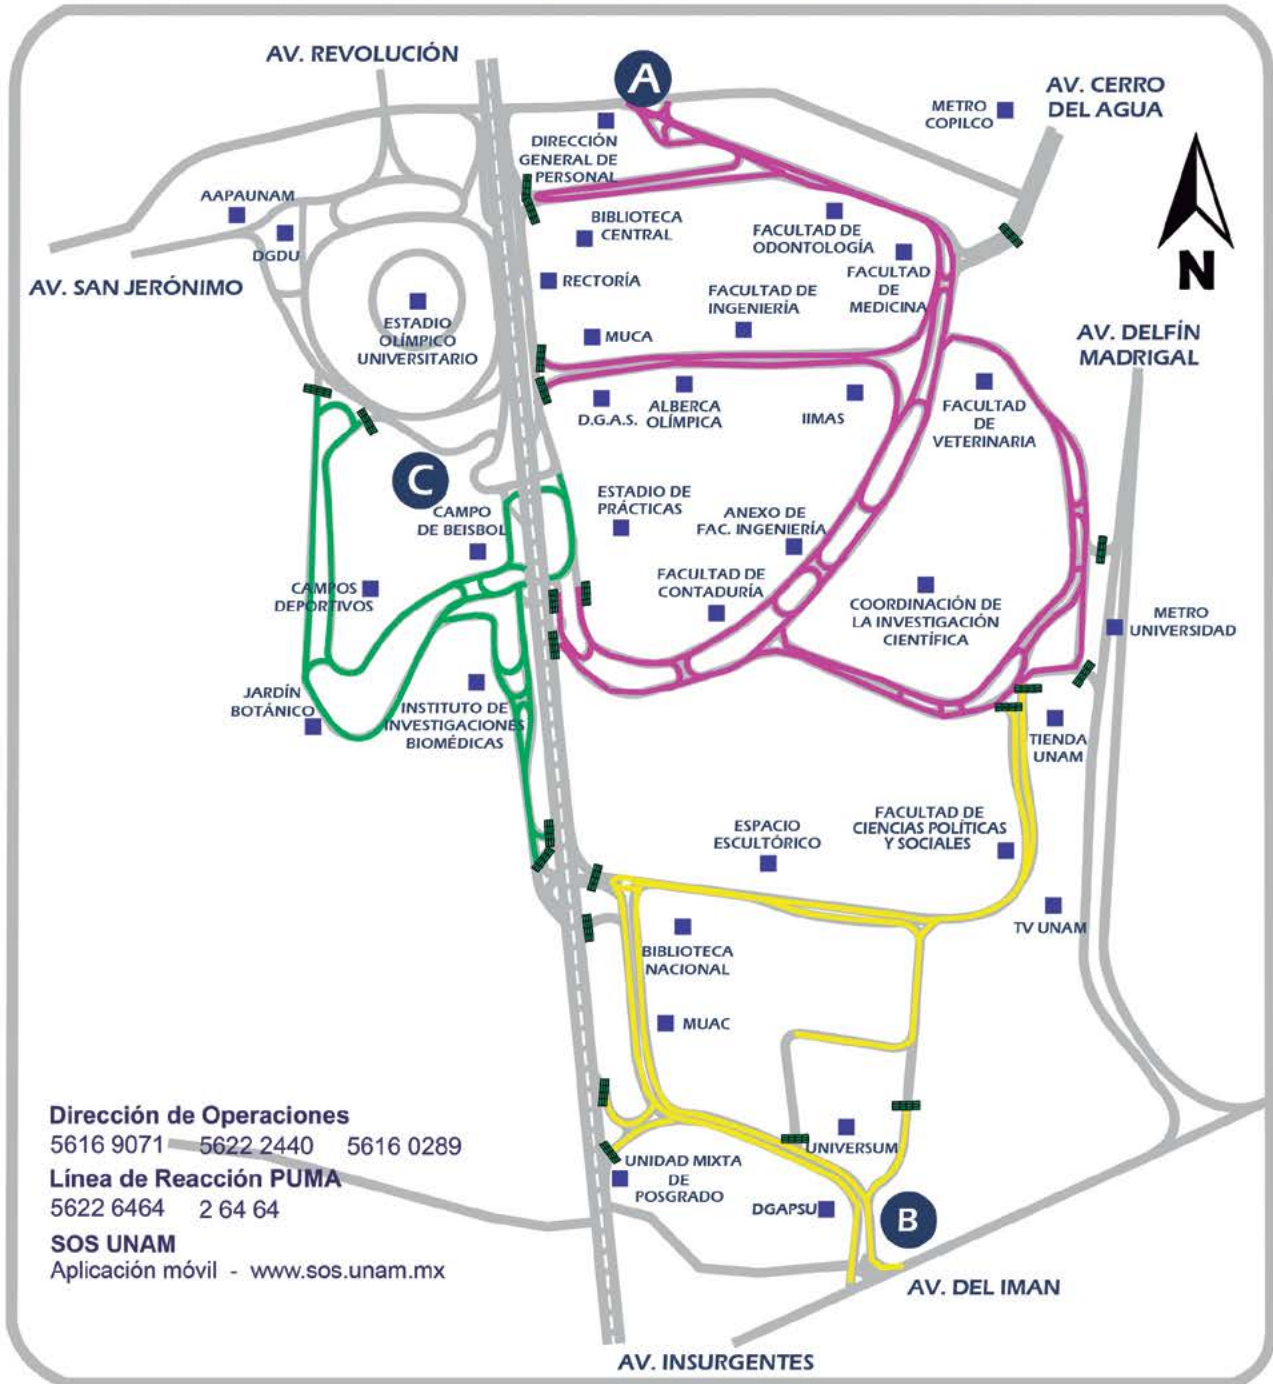 AV. REVOLUCIÓN
A
AV. CERRO
DEL AGUA
METRO
COPILCO
DIRECCIÓN
GENERAL DE
PERSONAL
AAPAUNAM
DGDU
BIBLIOTECA
CENTRAL
FACULTAD DE
ODONTOLOGÍA
FACULTAD
DE
MEDICINA
N
AV. SAN JERÓNIMO
RECTORÍA
FACULTAD DE
INGENIERÍA
ESTADIO
OLÍMPICO
UNIVERSITARIO
MUCA
AV. DELFÍN
MADRIGAL
D.G.A.S.
ALBERCA
OLÍMPICA
IIMAS
FACULTAD
DE
VETERINARIA
C
CAMPO
DE BEISBOL
ESTADIO DE
PRÁCTICAS
ANEXO DE
FAC. INGENIERÍA
CAMPOS
DEPORTIVOS
FACULTAD DE
CONTADURÍA
COORDINACIÓN DE
LA INVESTIGACIÓN
CIENTÍFICA
METRO
UNIVERSIDAD
JARDÍN
BOTÁNICO
INSTITUTO DE
INVESTIGACIONES
BIOMÉDICAS
TIENDA
UNAM
ESPACIO
ESCULTÓRICO
FACULTAD DE
CIENCIAS POLÍTICAS
Y SOCIALES
TV UNAM
BIBLIOTECA
NACIONAL
MUAC
UNIVERSUM
UNIDAD MIXTA
DE
POSGRADO
DGAPSU
B
AV. DEL IMAN
AV. INSURGENTES
Dirección de Operaciones
5616 9071 5622 2440 5616 0289
Línea de Reacción PUMA
5622 6464 2 64 64
SOS UNAM
Aplicación móvil - www.sos.unam.mx